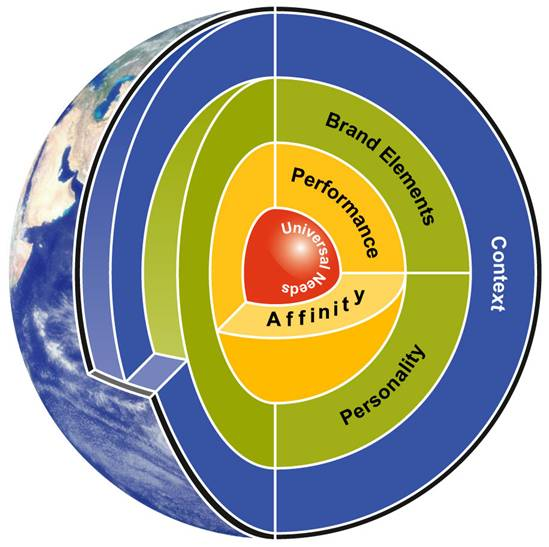 Brand Elements
Performance
Universal Needs
Context
Affinity
Personality